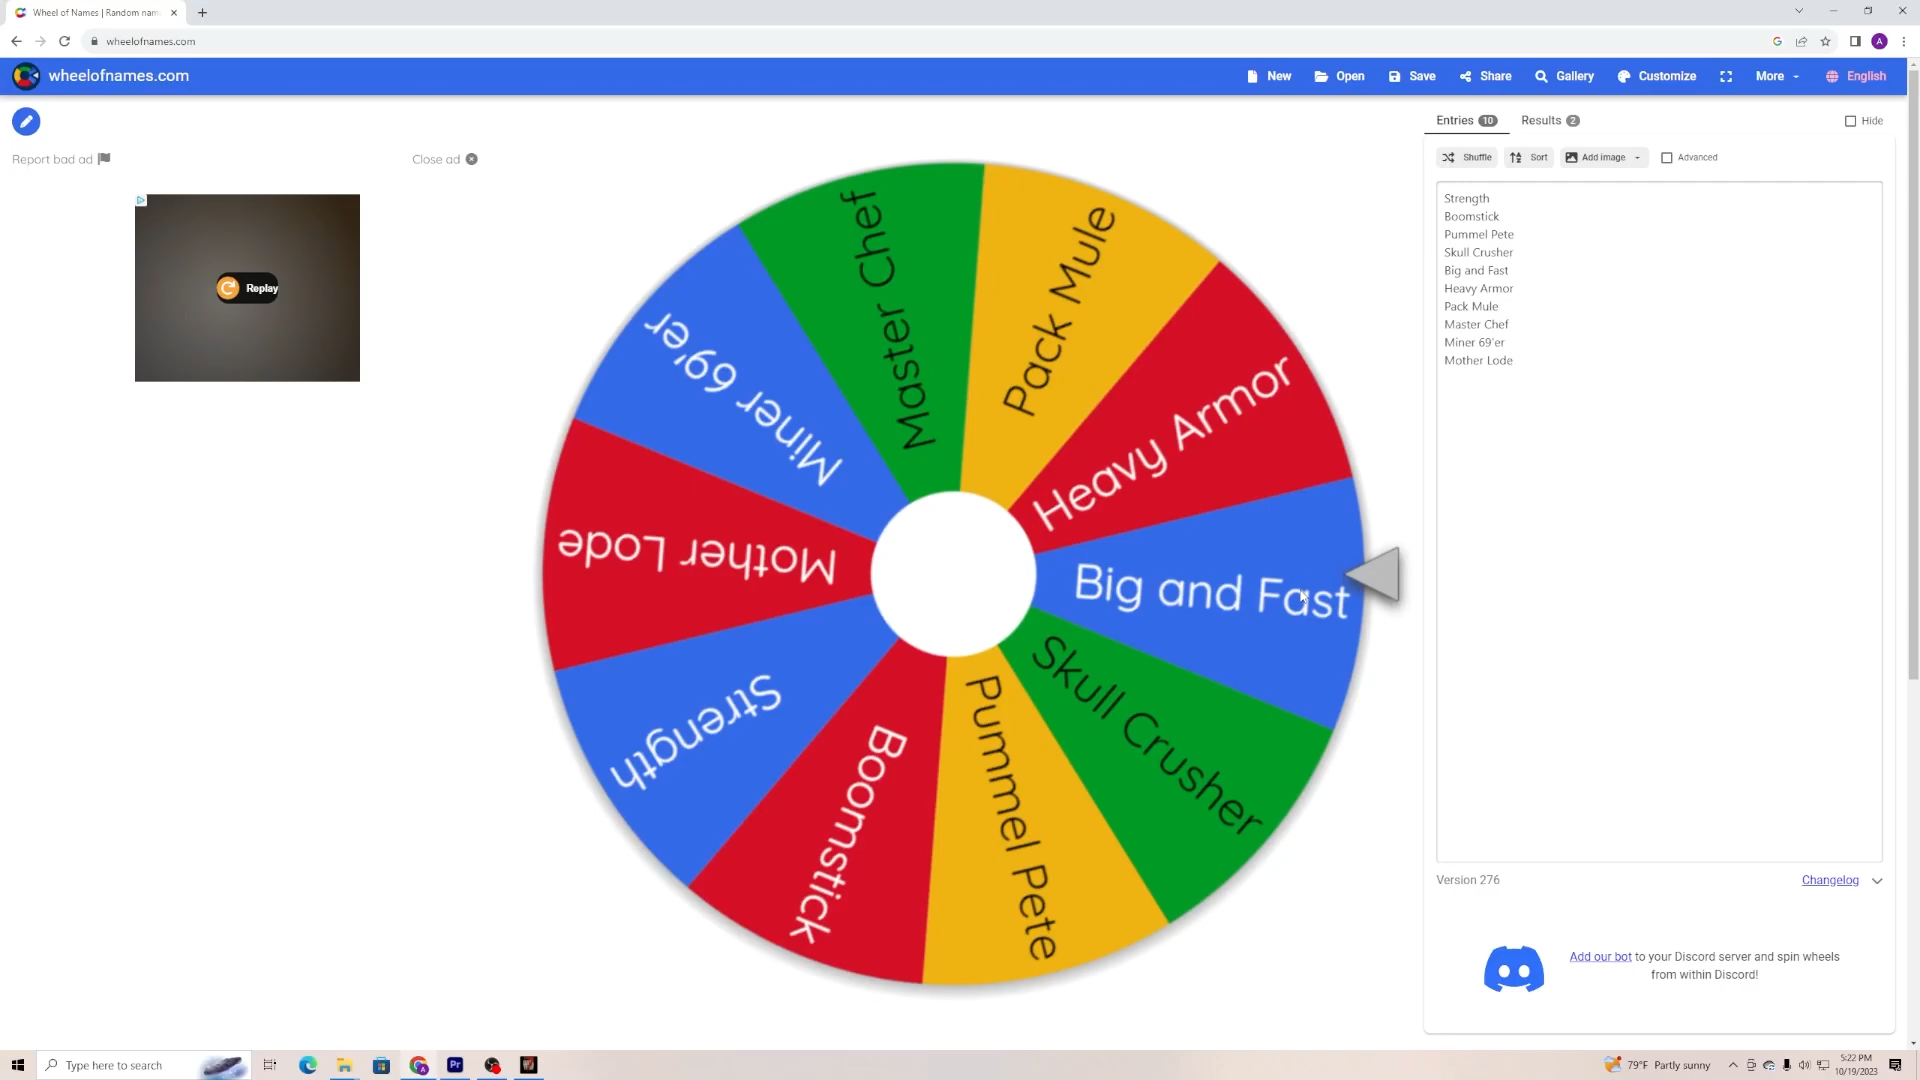 Wheel of Names | Random nam
wheelofnames.com
A
wheelofnames.com
New
Open
Save
Share
Gallery
Customize
More
English
Report bad ad
Close ad
Replay
Entries 10
Results 2
Hide
Shuffle
Sort
Add image
Advanced
Strength
Boomstick
Pummel Pete
Skull Crusher
Big and Fast
Heavy Armor
Pack Mule
Master Chef
Miner 69'er
Mother Lode
Master Chef
Pack Mule
Heavy Armor
Big and Fast
Skull Crusher
Pummel Pete
Boomstick
Strength
Mother Lode
Miner 69'er
Version 276
Changelog
Add our bot to your Discord server and spin wheels
from within Discord!
Type here to search
Pr
79°F Partly sunny
5:22 PM
10/19/2023